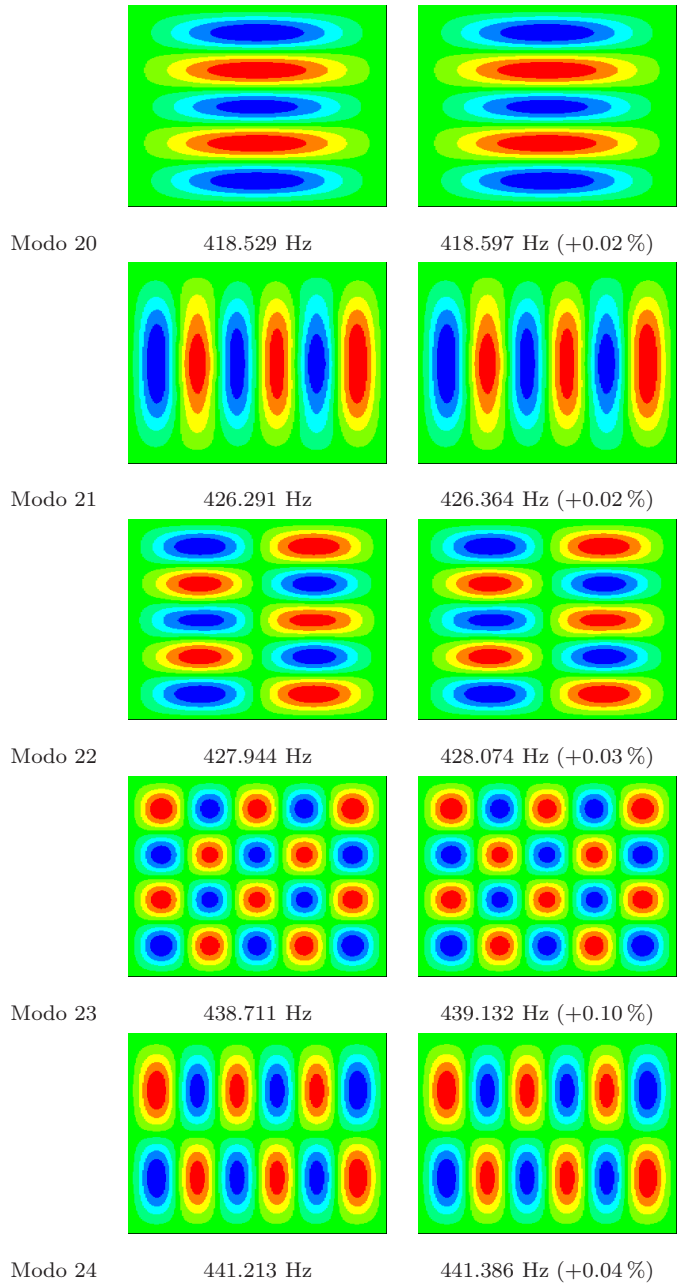 Modo 20 418.529 Hz 418.597 Hz (+0.02 %)
Modo 21 426.291 Hz 426.364 Hz (+0.02 %)
Modo 22 427.944 Hz 428.074 Hz (+0.03 %)
Modo 23 438.711 Hz 439.132 Hz (+0.10 %)
Modo 24 441.213 Hz 441.386 Hz (+0.04 %)